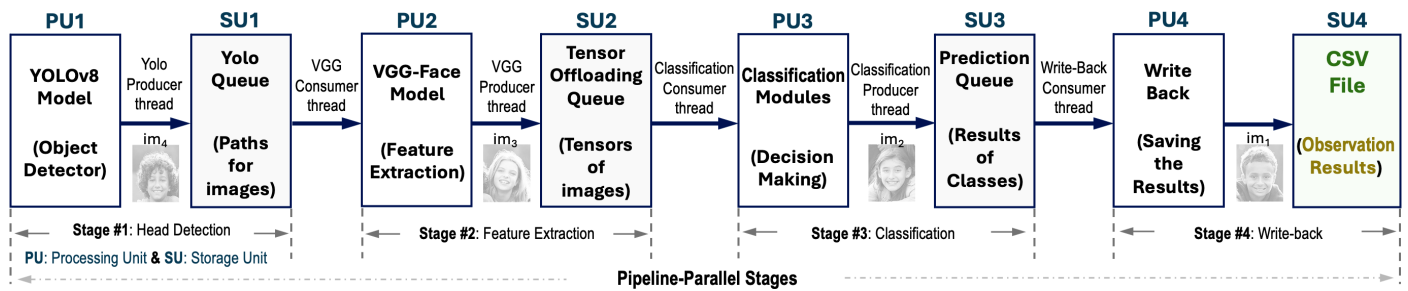 PU1
SU1
PU2
SU2
PU3
SU3
PU4
SU4
YOLOv8
Model
(Object
Detector)
Yolo
Producer
thread
im4
Yolo
Queue
(Paths
for
images)
VGG
Consumer
thread
VGG-Face
Model
(Feature
Extraction)
VGG
Producer
thread
im3
Tensor
Offloading
Queue
(Tensors
of
images)
Classification
Consumer
thread
Classification
Modules
(Decision
Making)
Classification
Producer
thread
im2
Prediction
Queue
(Results
of
Classes)
Write-Back
Consumer
thread
Write
Back
(Saving
the
Results)
im1
CSV
File
(Observation
Results)
Stage #1: Head Detection
Stage #2: Feature Extraction
Stage #3: Classification
Stage #4: Write-back
PU: Processing Unit & SU: Storage Unit
Pipeline-Parallel Stages